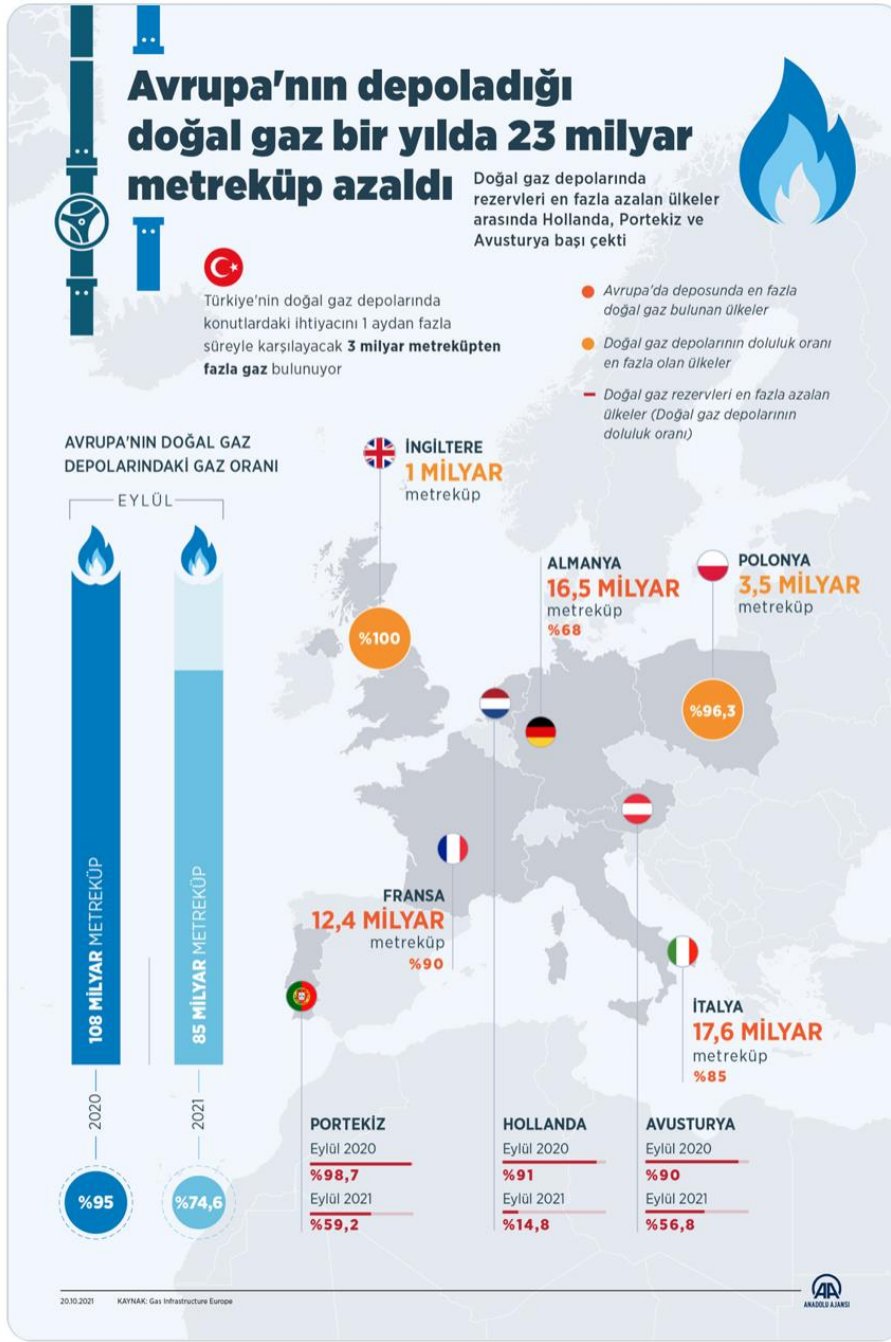 Avrupa'nın depoladığı
doğal gaz bir yılda 23 milyar
metreküp azaldı
Doğal gaz depolarında
rezervleri en fazla azalan ülkeler
arasında Hollanda, Portekiz ve
Avusturya başı çekti
Türkiye'nin doğal gaz depolarında
konutlardaki ihtiyacını 1 aydan fazla
süreyle karşılayacak 3 milyar metreküpten
fazla gaz bulunuyor
Avrupa'da deposunda en fazla
doğal gaz bulunan ülkeler
Doğal gaz depolarının doluluk oranı
en fazla olan ülkeler
Doğal gaz rezervleri en fazla azalan
ülkeler (Doğal gaz depolarının
doluluk oranı)
AVRUPA'NIN DOĞAL GAZ
DEPOLARINDAKİ GAZ ORANI
EYLÜL
108 MİLYAR METREKÜP
85 MİLYAR METREKÜP
2020
2021
%95
%74,6
İNGİLTERE
1 MİLYAR
metreküp
%100
ALMANYA
16,5 MİLYAR
metreküp
%68
POLONYA
3,5 MİLYAR
metreküp
%96,3
FRANSA
12,4 MİLYAR
metreküp
%90
İTALYA
17,6 MİLYAR
metreküp
%85
PORTEKİZ
Eylül 2020
%98,7
Eylül 2021
%59,2
HOLLANDA
Eylül 2020
%91
Eylül 2021
%14,8
AVUSTURYA
Eylül 2020
%90
Eylül 2021
%56,8
20.10.2021 KAYNAK: Gas Infrastructure Europe
AA
ANADOLU AJANSI